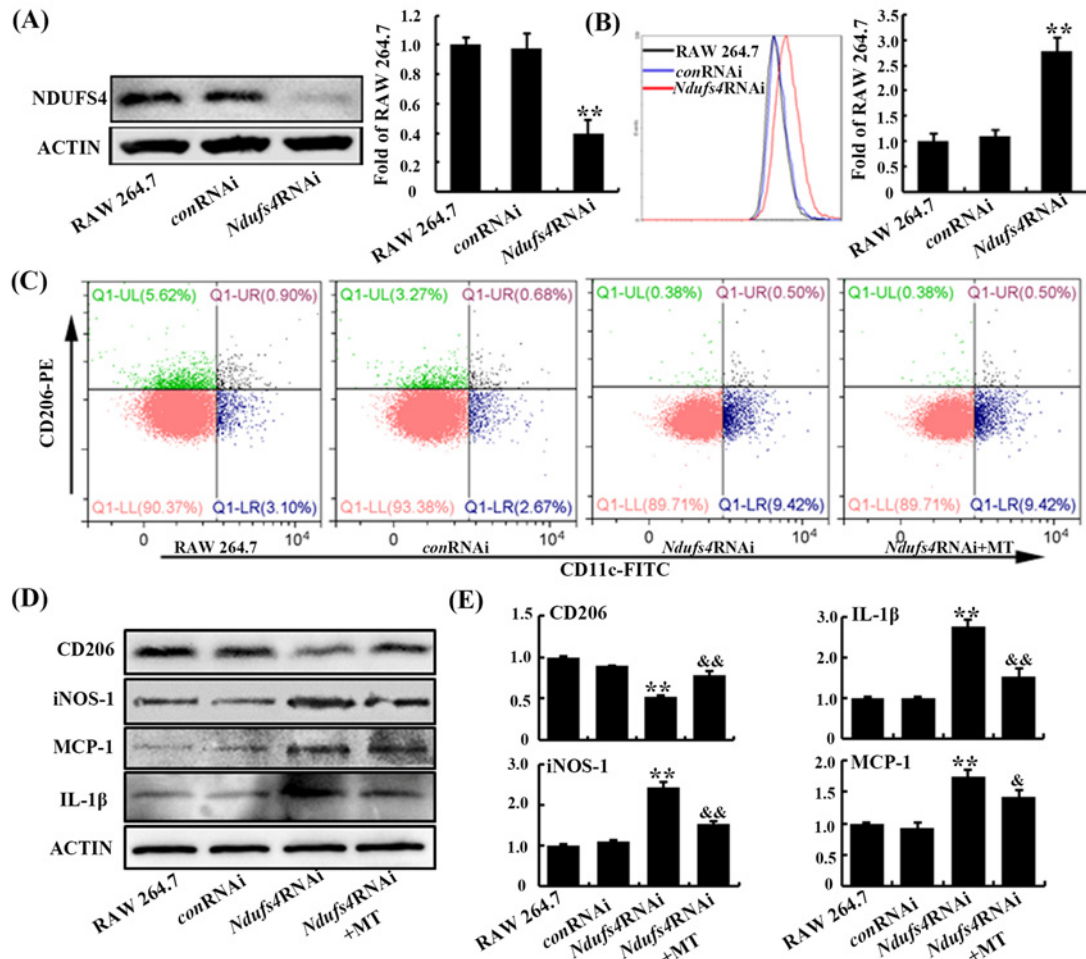 (A)
NDUFS4
ACTIN
RAW 264.7
conRNAi
Ndufs4RNAi
Fold of RAW 264.7
1.2
1.0
0.8
0.6
0.4
0.2
0
**
RAW 264.7
conRNAi
Ndufs4RNAi
(B)
RAW 264.7
conRNAi
Ndufs4RNAi
Fold of RAW 264.7
3.5
3.0
2.5
2.0
1.5
1.0
0.5
0
**
RAW 264.7
conRNAi
Ndufs4RNAi
(C)
CD206-PE
Q1-UL(5.62%) Q1-UR(0.90%)
Q1-LL(90.37%) Q1-LR(3.10%)
0 10⁴
RAW 264.7
Q1-UL(3.27%) Q1-UR(0.68%)
Q1-LL(93.38%) Q1-LR(2.67%)
0 10⁴
conRNAi
Q1-UL(0.38%) Q1-UR(0.50%)
Q1-LL(89.71%) Q1-LR(9.42%)
0 10⁴
Ndufs4RNAi
Q1-UL(0.38%) Q1-UR(0.50%)
Q1-LL(89.71%) Q1-LR(9.42%)
0 10⁴
Ndufs4RNAi+MT
CD11c-FITC
(D)
CD206
iNOS-1
MCP-1
IL-1β
ACTIN
RAW 264.7
conRNAi
Ndufs4RNAi
Ndufs4RNAi
+MT
(E)
CD206
1.5
1.0
0.5
0
**
&&
IL-1β
3.0
2.0
1.0
0
**
&&
iNOS-1
3.0
2.0
1.0
0
**
&&
RAW 264.7
conRNAi
Ndufs4RNAi
Ndufs4RNAi
+MT
MCP-1
2.0
1.5
1.0
0.5
0
**
&
RAW 264.7
conRNAi
Ndufs4RNAi
Ndufs4RNAi
+MT